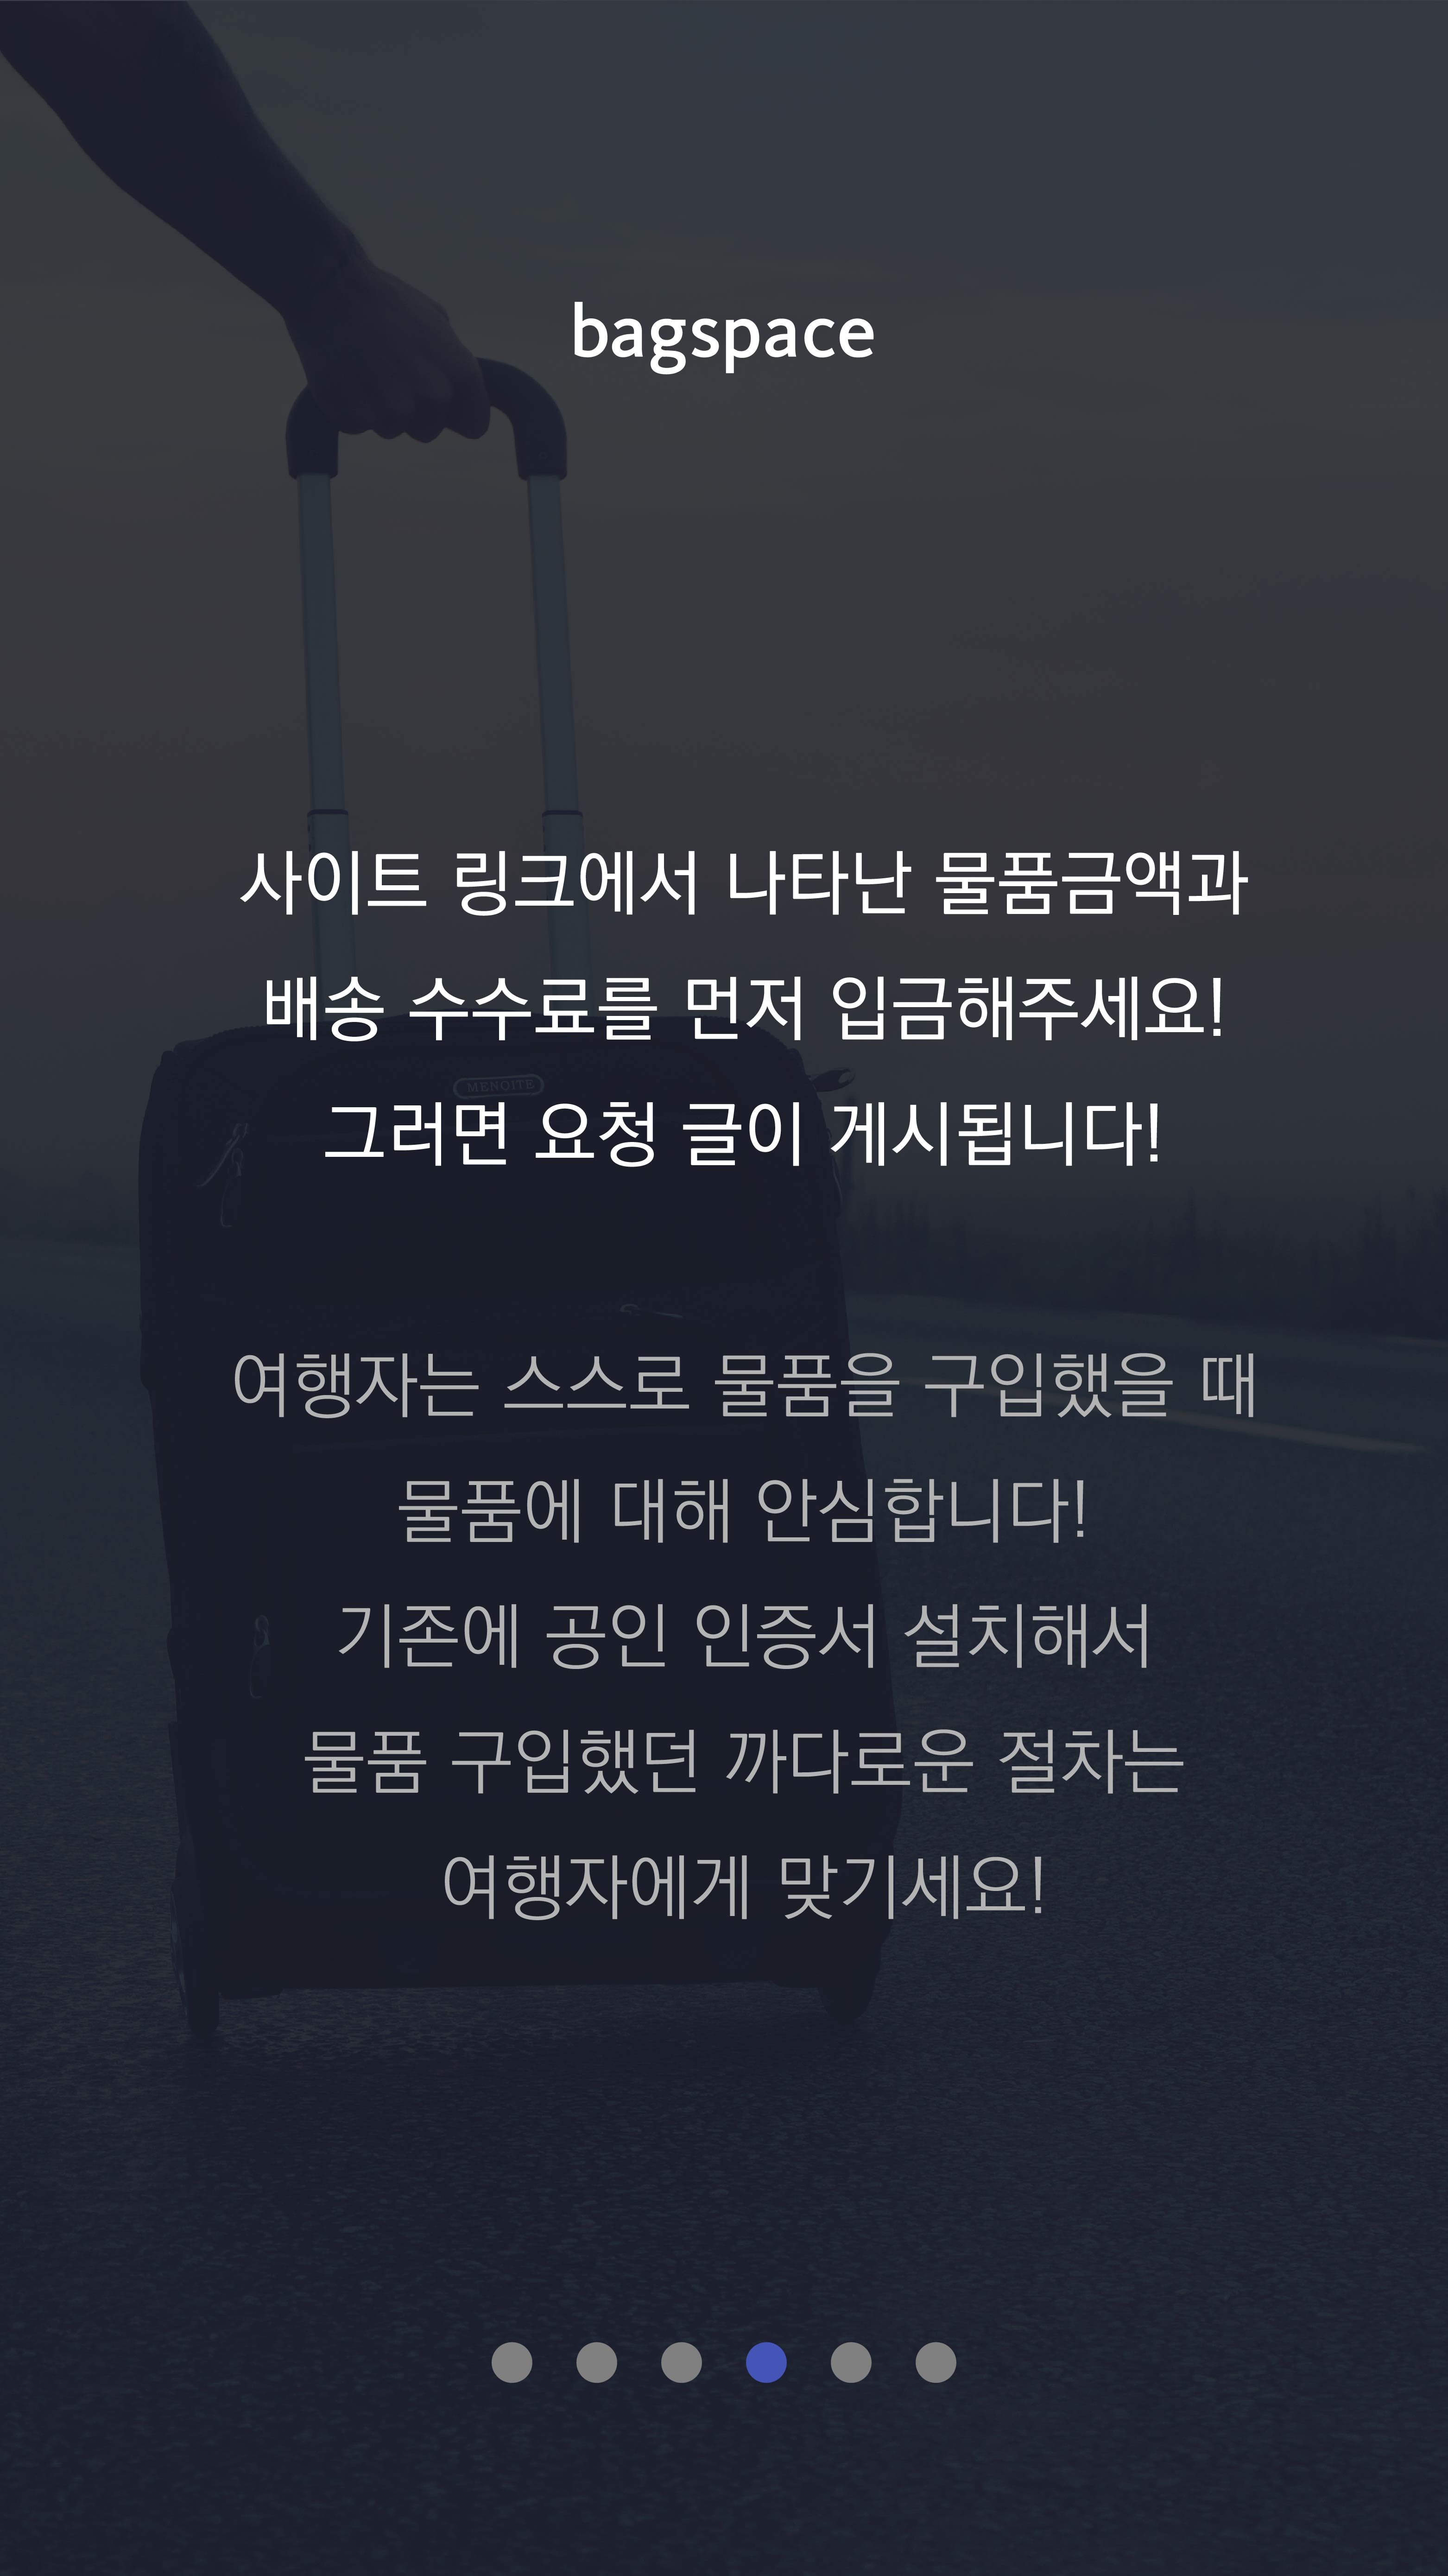 bagspace
사이트 링크에서 나타난 물품금액과
배송 수수료를 먼저 입금해주세요!
MENOITE
그러면 요청 글이 게시됩니다!
여행자는 스스로 물품을 구입했을 때
물품에 대해 안심합니다!
기존에 공인 인증서 설치해서
물품 구입했던 까다로운 절차는
여행자에게 맞기세요!